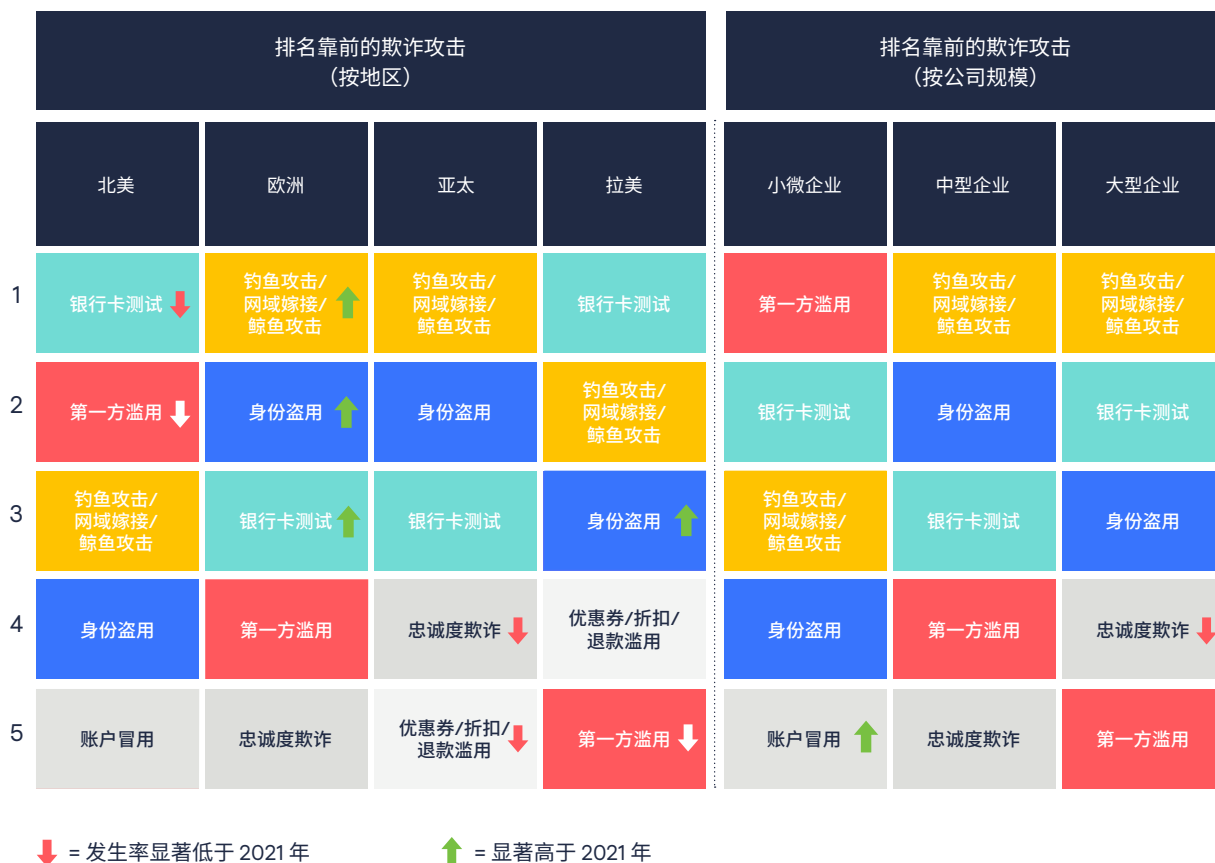 排名靠前的欺诈攻击
（按地区）
排名靠前的欺诈攻击
（按公司规模）
北美
欧洲
亚太
拉美
小微企业
中型企业
大型企业
1
银行卡测试
钓鱼攻击/
网域嫁接/
鲸鱼攻击
钓鱼攻击/
网域嫁接/
鲸鱼攻击
银行卡测试
第一方滥用
钓鱼攻击/
网域嫁接/
鲸鱼攻击
钓鱼攻击/
网域嫁接/
鲸鱼攻击
2
第一方滥用
身份盗用
身份盗用
钓鱼攻击/
网域嫁接/
鲸鱼攻击
银行卡测试
身份盗用
银行卡测试
3
钓鱼攻击/
网域嫁接/
鲸鱼攻击
银行卡测试
银行卡测试
身份盗用
钓鱼攻击/
网域嫁接/
鲸鱼攻击
银行卡测试
身份盗用
4
身份盗用
第一方滥用
忠诚度欺诈
优惠券/折扣/
退款滥用
身份盗用
第一方滥用
忠诚度欺诈
5
账户冒用
忠诚度欺诈
优惠券/折扣/
退款滥用
第一方滥用
账户冒用
忠诚度欺诈
第一方滥用
= 发生率显著低于 2021 年
= 显著高于 2021 年